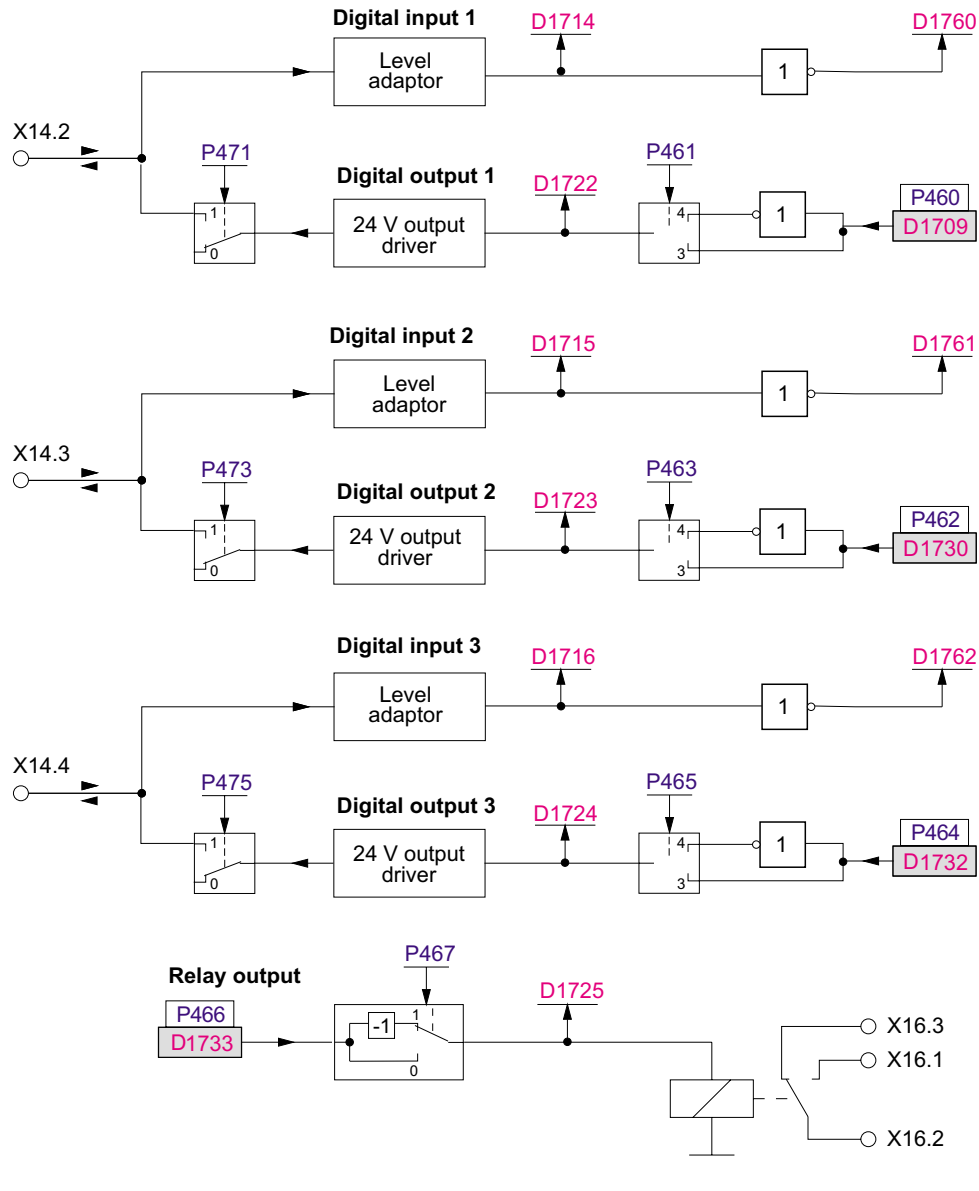 Digital input 1
D1714
D1760
Level
adaptor
1
X14.2
P471
Digital output 1
D1722
P461
P460
D1709
1
0
24 V output
driver
4
3
1
Digital input 2
D1715
D1761
Level
adaptor
1
X14.3
P473
Digital output 2
D1723
P463
P462
D1730
1
0
24 V output
driver
4
3
1
Digital input 3
D1716
D1762
Level
adaptor
1
X14.4
P475
Digital output 3
D1724
P465
P464
D1732
1
0
24 V output
driver
4
3
1
Relay output
P467
D1725
P466
D1733
-1
1
0
X16.3
X16.1
X16.2